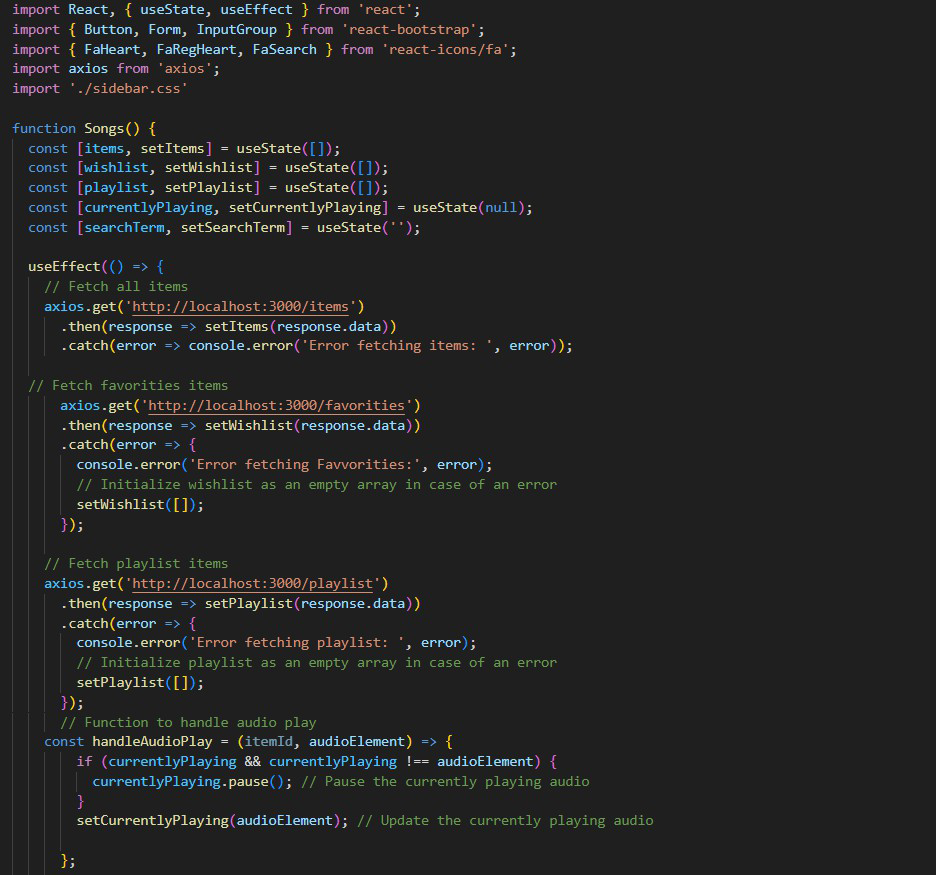 import React, { useState, useEffect } from 'react';
import { Button, Form, InputGroup } from 'react-bootstrap';
import { FaHeart, FaRegHeart, FaSearch } from 'react-icons/fa';
import axios from 'axios';
import './sidebar.css'
function Songs() {
const [items, setItems] = useState([]);
const [wishlist, setWishlist] = useState([]);
const [playlist, setPlaylist] = useState([]);
const [currentlyPlaying, setCurrentlyPlaying] = useState(null);
const [searchTerm, setSearchTerm] = useState('');
useEffect(() => {
// Fetch all items
axios.get('http://localhost:3000/items')
.then(response => setItems(response.data))
.catch(error => console.error('Error fetching items: ', error));
// Fetch favorities items
axios.get('http://localhost:3000/favorities')
.then(response => setWishlist(response.data))
.catch(error => {
console.error('Error fetching Favvorities:', error);
// Initialize wishlist as an empty array in case of an error
setWishlist([]);
});
// Fetch playlist items
axios.get('http://localhost:3000/playlist')
.then(response => setPlaylist(response.data))
.catch(error => {
console.error('Error fetching playlist: ', error);
// Initialize playlist as an empty array in case of an error
setPlaylist([]);
});
// Function to handle audio play
const handleAudioPlay = (itemId, audioElement) => {
if (currentlyPlaying && currentlyPlaying !== audioElement) {
currentlyPlaying.pause(); // Pause the currently playing audio
}
setCurrentlyPlaying(audioElement); // Update the currently playing audio
};